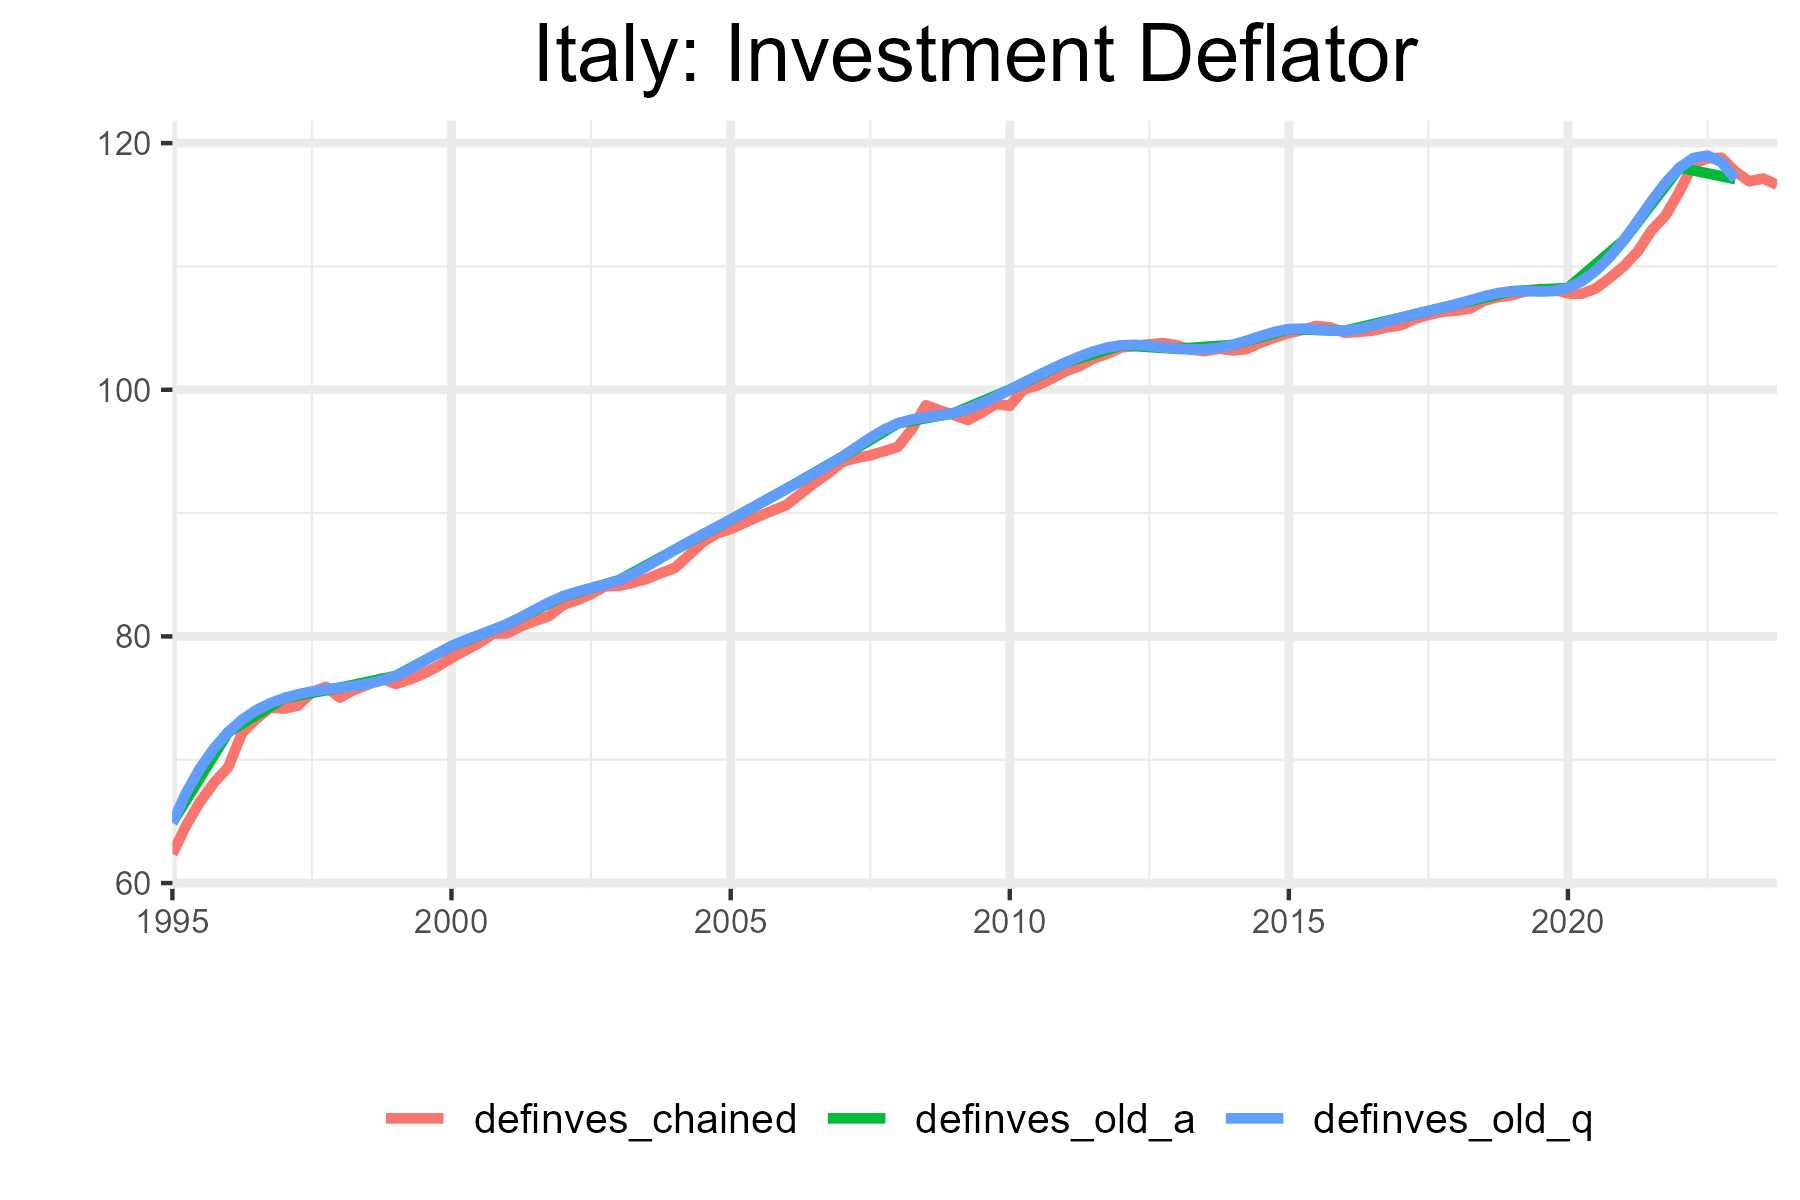 Italy: Investment Deflator
120
100
80
60
1995 2000 2005 2010 2015 2020
definves_chained definves_old_a definves_old_q